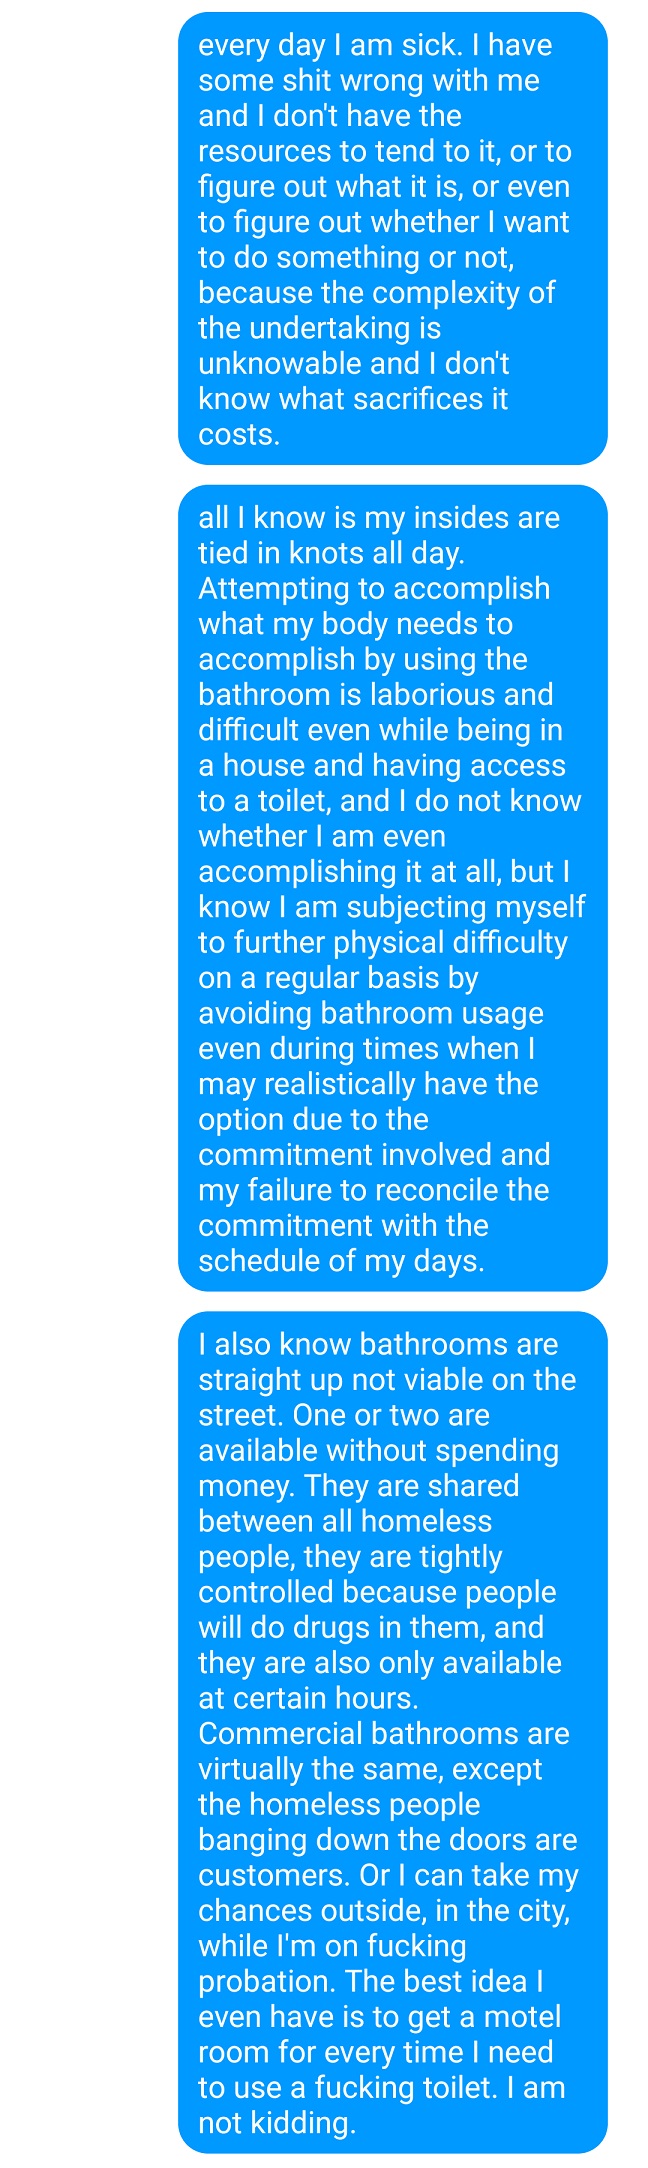 every day I am sick. I have
some shit wrong with me
and I don't have the
resources to tend to it, or to
figure out what it is, or even
to figure out whether I want
to do something or not,
because the complexity of
the undertaking is
unknowable and I don't
know what sacrifices it
costs.
all I know is my insides are
tied in knots all day.
Attempting to accomplish
what my body needs to
accomplish by using the
bathroom is laborious and
difficult even while being in
a house and having access
to a toilet, and I do not know
whether I am even
accomplishing it at all, but I
know I am subjecting myself
to further physical difficulty
on a regular basis by
avoiding bathroom usage
even during times when I
may realistically have the
option due to the
commitment involved and
my failure to reconcile the
commitment with the
schedule of my days.
I also know bathrooms are
straight up not viable on the
street. One or two are
available without spending
money. They are shared
between all homeless
people, they are tightly
controlled because people
will do drugs in them, and
they are also only available
at certain hours.
Commercial bathrooms are
virtually the same, except
the homeless people
banging down the doors are
customers. Or I can take my
chances outside, in the city,
while I'm on fucking
probation. The best idea I
even have is to get a motel
room for every time I need
to use a fucking toilet. I am
not kidding.